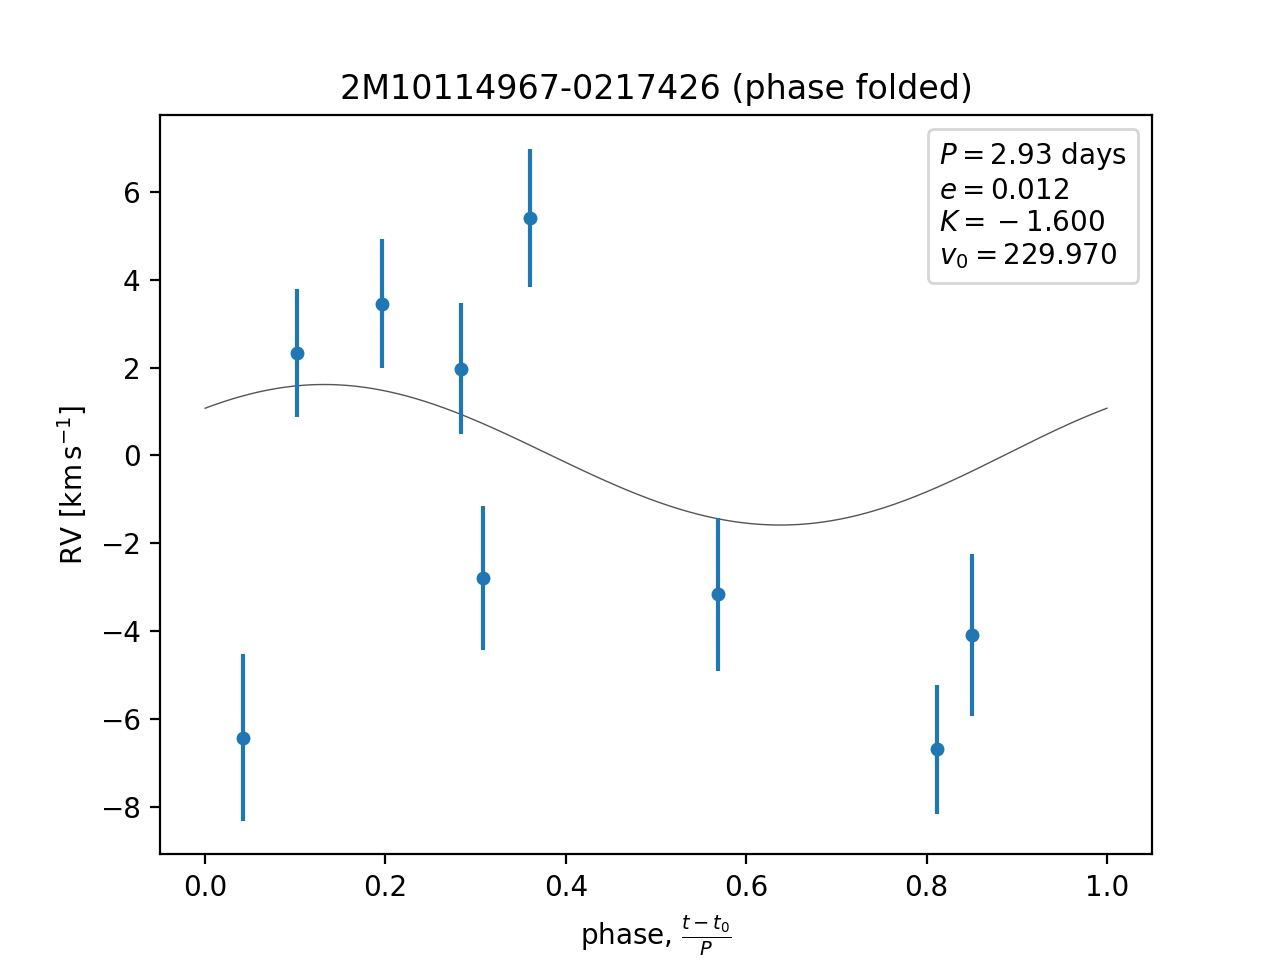 2M10114967-0217426 (phase folded)
P = 2.93 days
e = 0.012
K = −1.600
v₀ = 229.970
RV [km s⁻¹]
6
4
2
0
−2
−4
−6
−8
0.0 0.2 0.4 0.6 0.8 1.0
phase, (t − t₀)/P